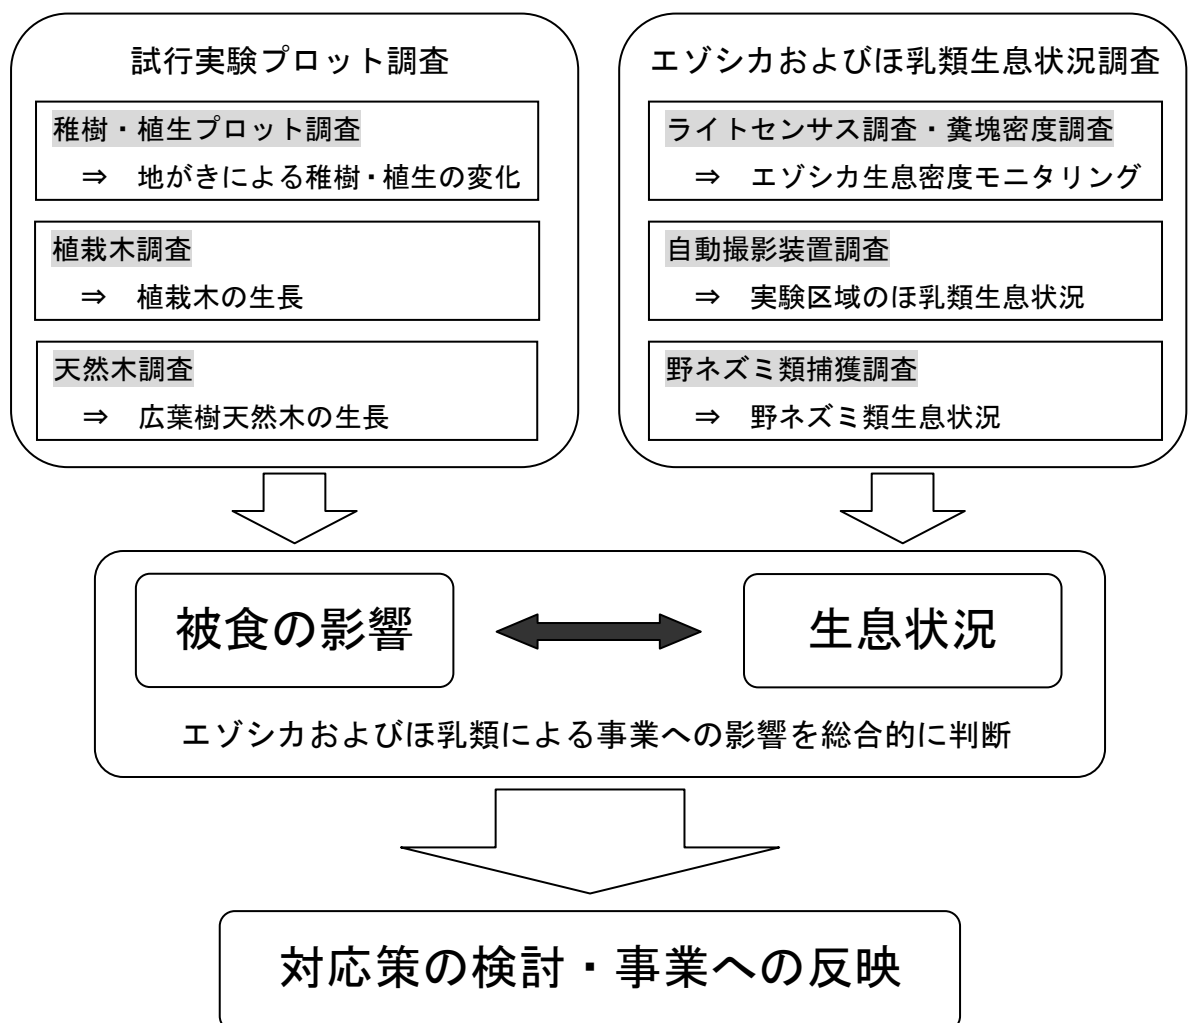 試行実験プロット調査
稚樹・植生プロット調査
⇒ 地がきによる稚樹・植生の変化
植栽木調査
⇒ 植栽木の生長
天然木調査
⇒ 広葉樹天然木の生長
エゾシカおよびほ乳類生息状況調査
ライトセンサス調査・糞塊密度調査
⇒ エゾシカ生息密度モニタリング
自動撮影装置調査
⇒ 実験区域のほ乳類生息状況
野ネズミ類捕獲調査
⇒ 野ネズミ類生息状況
被食の影響
生息状況
エゾシカおよびほ乳類による事業への影響を総合的に判断
対応策の検討・事業への反映